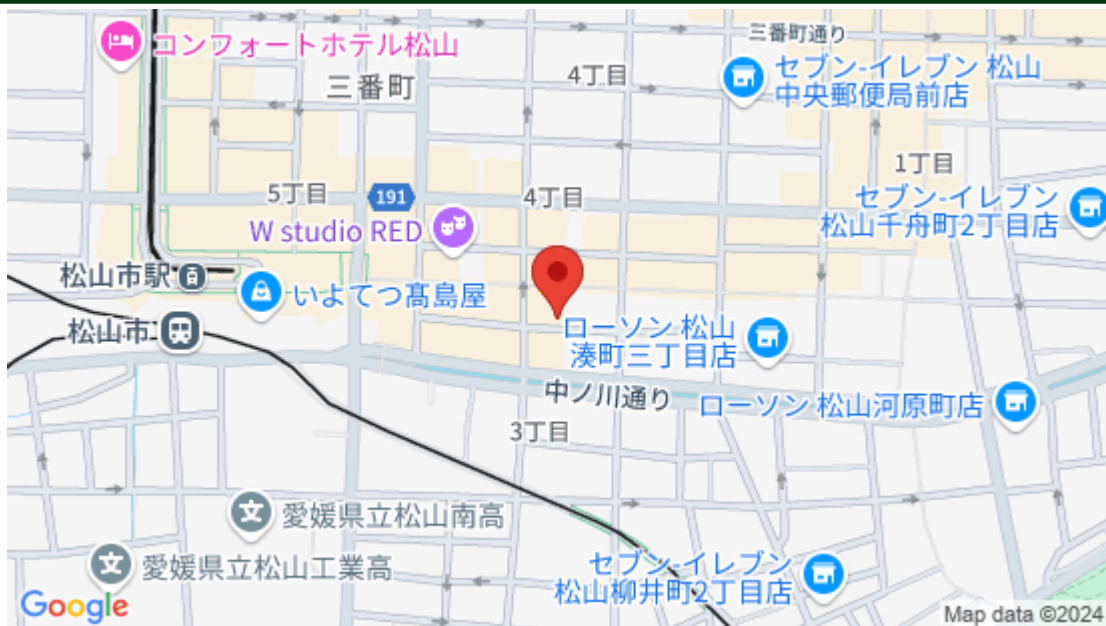 コンフォートホテル松山
三番町通り
三番町
4丁目
セブン-イレブン 松山
中央郵便局前店
1丁目
5丁目
191
4丁目
セブン-イレブン
松山千舟町2丁目店
W studio RED
松山市駅
いよてつ髙島屋
松山市
ローソン 松山
湊町三丁目店
中ノ川通り
ローソン 松山河原町店
3丁目
文
愛媛県立松山南高
文
愛媛県立松山工業高
セブン-イレブン
松山柳井町2丁目店
Google
Map data ©2024